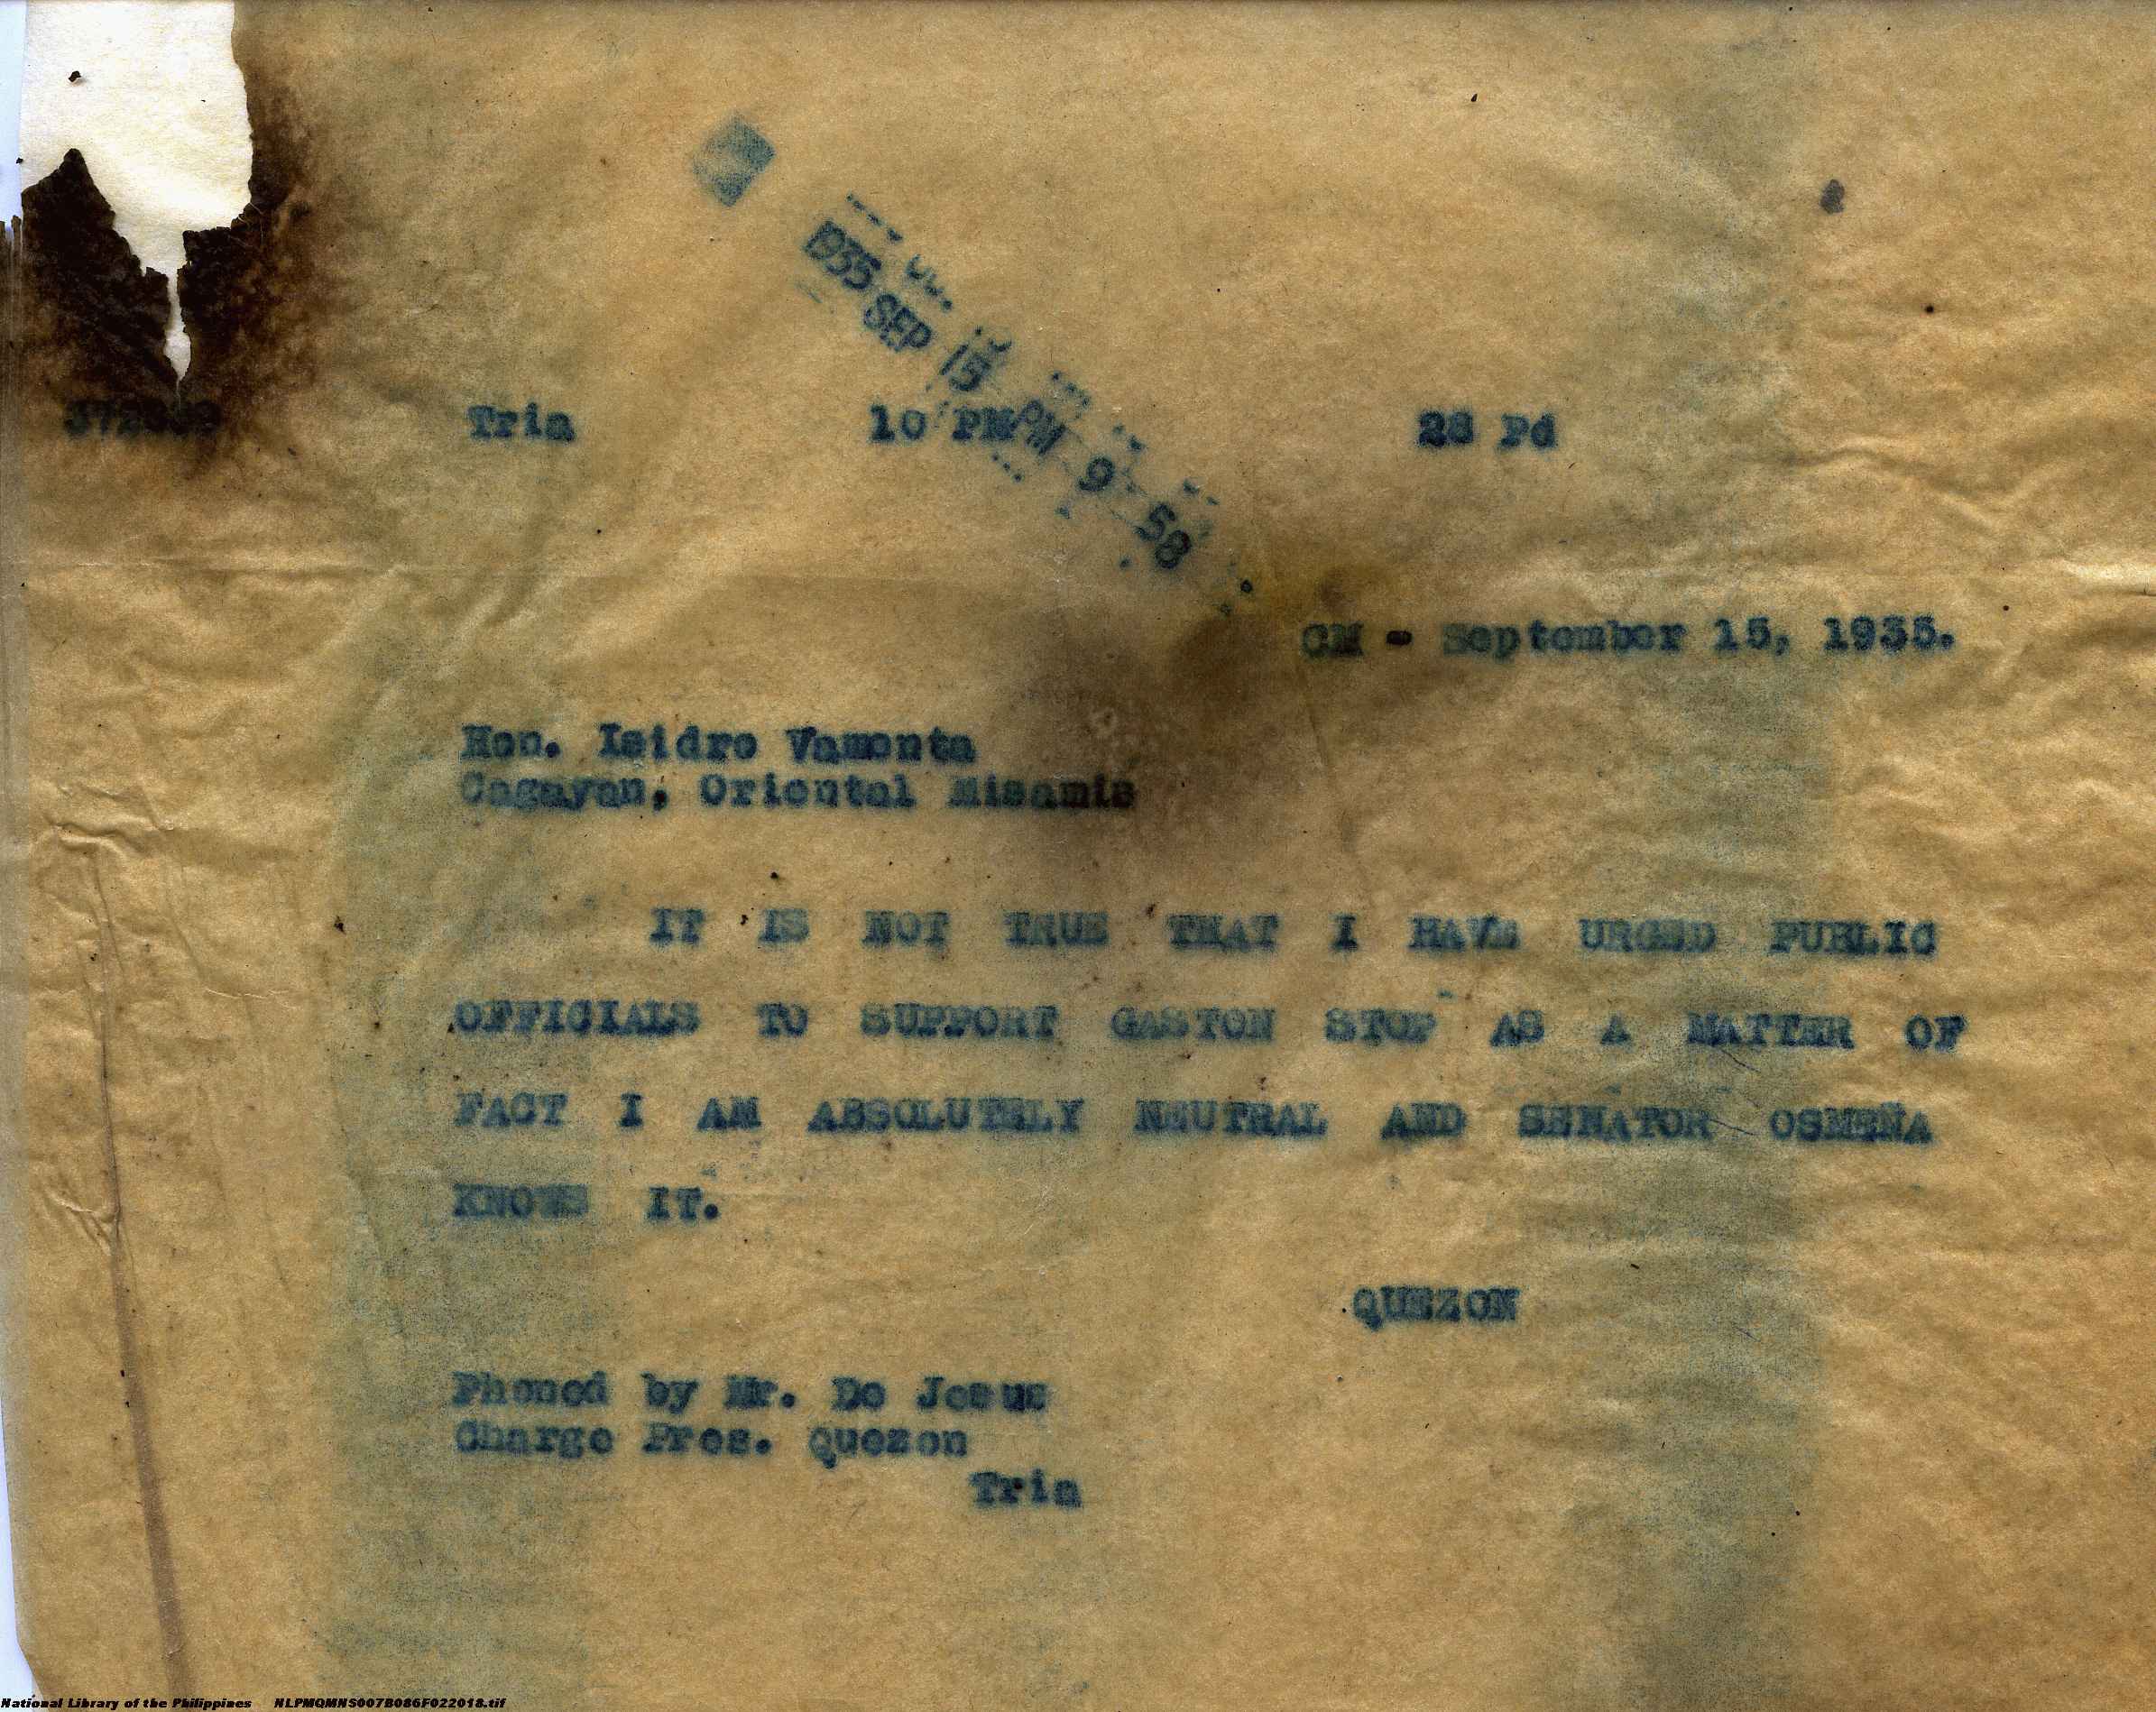 1935 SEP 15 PM 9 58
Tria 10 PM 28 Pd
CM - September 15, 1935.
Hon. Isidro Vamenta
Cagayan, Oriental Misamis
IT IS NOT TRUE THAT I HAVE URGED PUBLIC
OFFICIALS TO SUPPORT GASTON STOP AS A MATTER OF
FACT I AM ABSOLUTELY NEUTRAL AND SENATOR OSMEÑA
KNOWS IT.
QUEZON
Phoned by Mr. De Jesus
Charge Pres. Quezon
Tria
National Library of the Philippines NLPMQMNS007B086F022018.tif